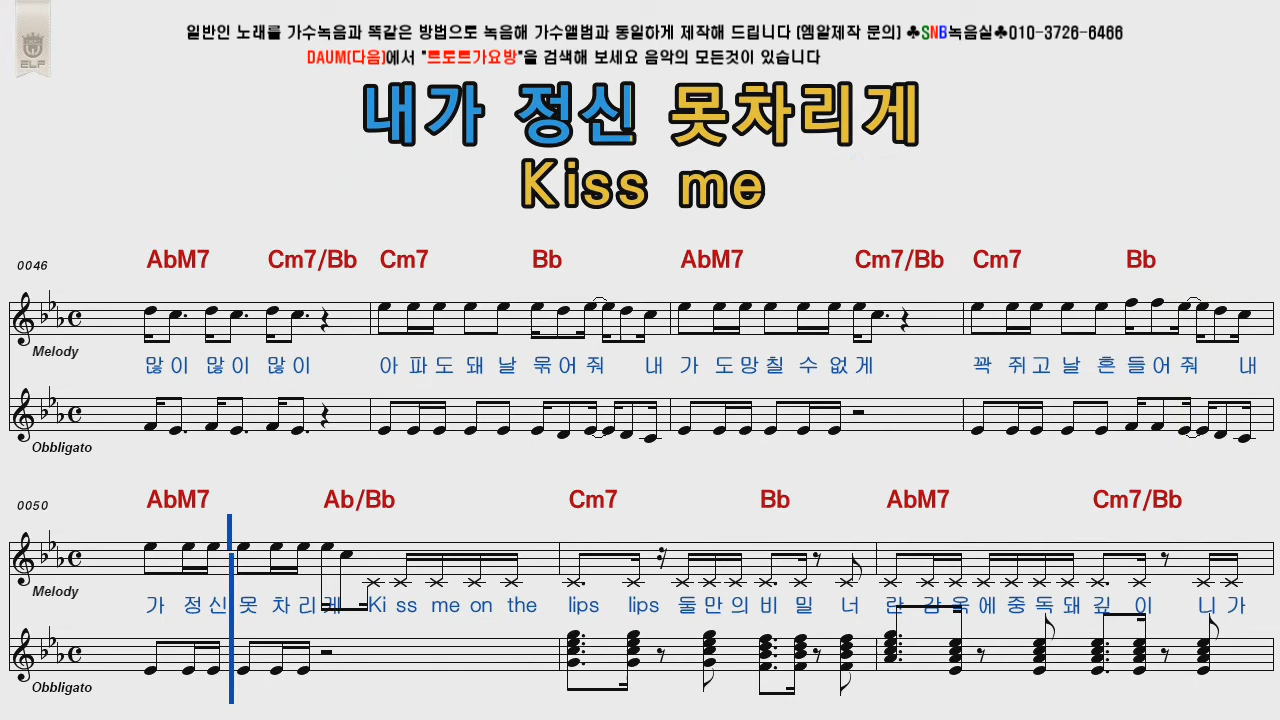 일반인 노래를 가수녹음과 똑같은 방법으로 녹음해 가수앨범과 동일하게 제작해 드립니다 (엠알제작 문의) ♣SNB녹음실♣010-3726-6466
DAUM(다음)에서 "트로트가요방"을 검색해 보세요 음악의 모든것이 있습니다
ELF
내가 정신 못차리게
Kiss me
0046 AbM7 Cm7/Bb Cm7 Bb AbM7 Cm7/Bb Cm7 Bb
Melody
많이 많이 많이 아 파도 돼 날 묶어줘 내 가 도망 칠 수 없게 꽉 쥐고 날 흔 들어줘 내
Obbligato
0050 AbM7 Ab/Bb Cm7 Bb AbM7 Cm7/Bb
Melody
가 정신 못 차리게 Ki ss me on the lips lips 둘만의비 밀 너 란 감 옥에중독돼 깊 이 니가
Obbligato